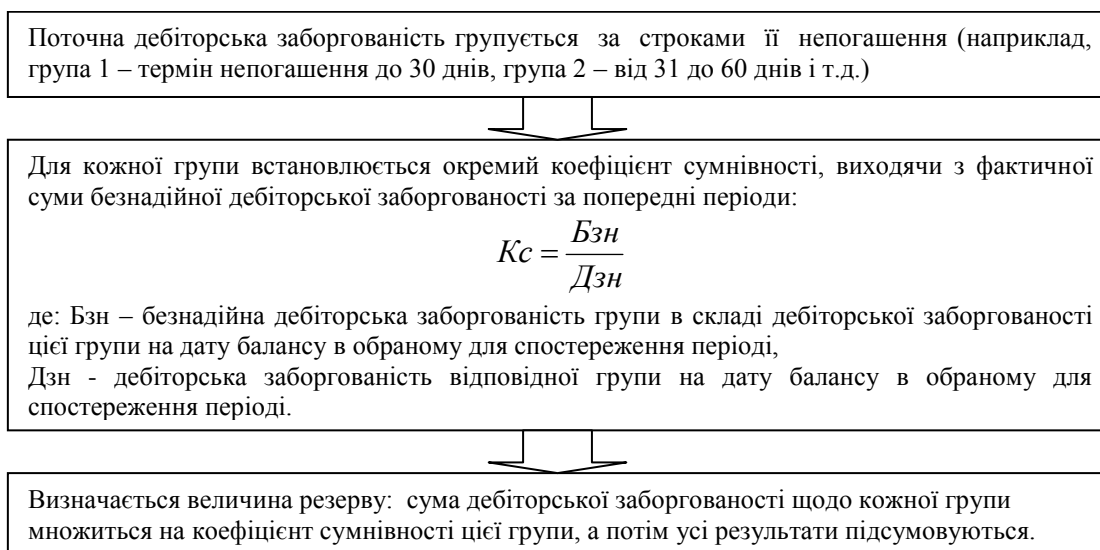 Поточна дебіторська заборгованість групується за строками її непогашення (наприклад,
група 1 – термін непогашення до 30 днів, група 2 – від 31 до 60 днів і т.д.)
Для кожної групи встановлюється окремий коефіцієнт сумнівності, виходячи з фактичної
суми безнадійної дебіторської заборгованості за попередні періоди:
Кс = Бзн / Дзн
де: Бзн – безнадійна дебіторська заборгованість групи в складі дебіторської заборгованості
цієї групи на дату балансу в обраному для спостереження періоді,
Дзн - дебіторська заборгованість відповідної групи на дату балансу в обраному для
спостереження періоді.
Визначається величина резерву: сума дебіторської заборгованості щодо кожної групи
множиться на коефіцієнт сумнівності цієї групи, а потім усі результати підсумовуються.